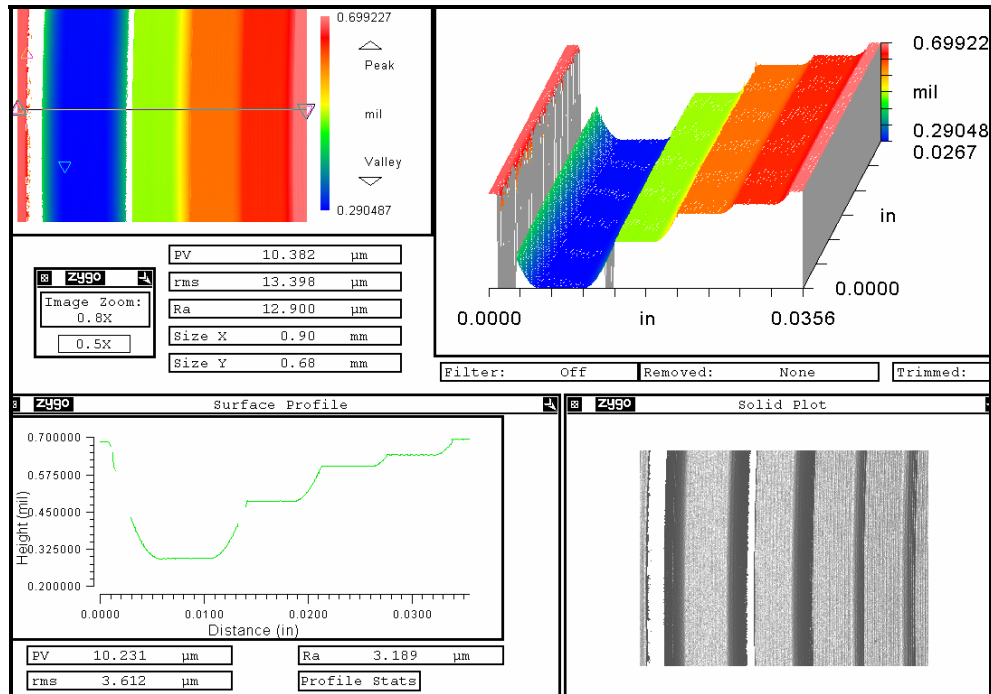 0.699227
Peak
mil
Valley
0.290487
0.69922
mil
0.29048
0.0267
in
0.0000
0.0000 in 0.0356
PV 10.382 µm
rms 13.398 µm
Ra 12.900 µm
Size X 0.90 mm
Size Y 0.68 mm
zygo
Image Zoom:
0.8X
0.5X
Filter: Off Removed: None Trimmed:
zygo Surface Profile
0.700000
0.575000
0.450000
0.325000
0.200000
Height (mil)
0.0000 0.0100 0.0200 0.0300
Distance (in)
PV 10.231 µm Ra 3.189 µm
rms 3.612 µm Profile Stats
zygo Solid Plot